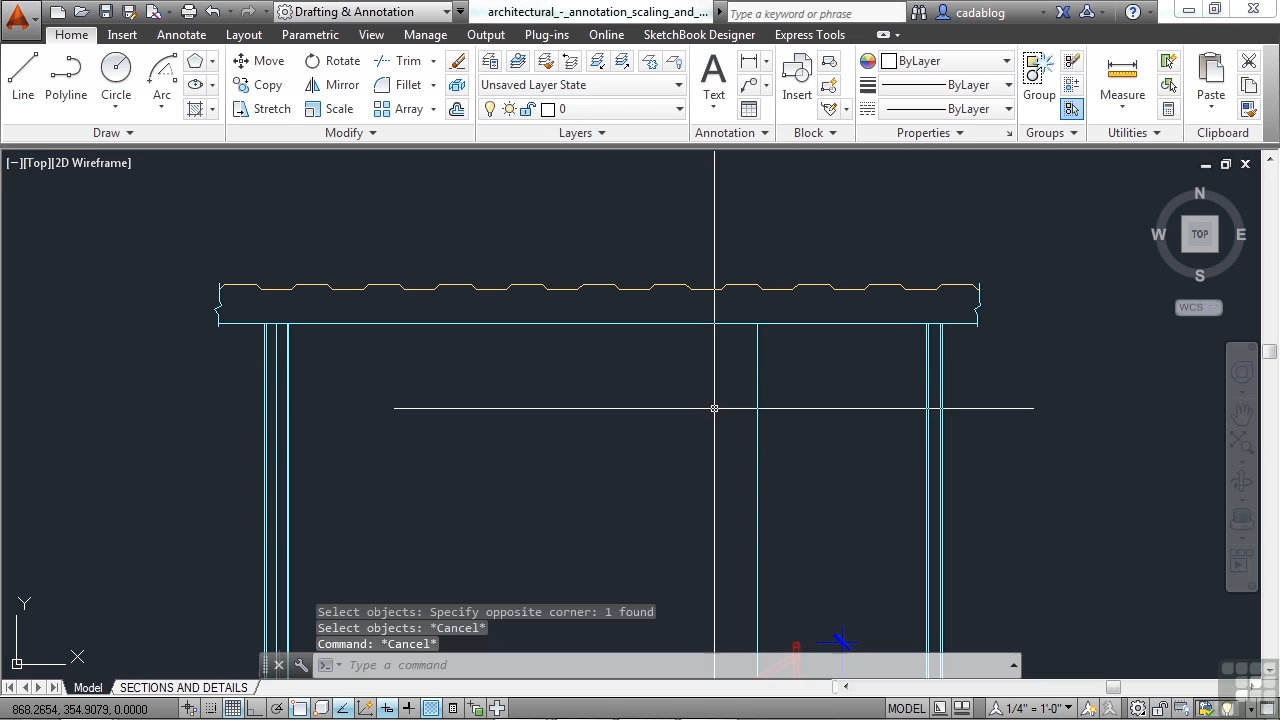 Drafting & Annotation
architectural_-_annotation_scaling_and_...
Type a keyword or phrase
cadablog
Home Insert Annotate Layout Parametric View Manage Output Plug-ins Online SketchBook Designer Express Tools
Line Polyline Circle Arc
Move Rotate Trim
Copy Mirror Fillet
Stretch Scale Array
Unsaved Layer State
0
Text
Insert
ByLayer
ByLayer
ByLayer
Group
Measure
Paste
Draw Modify Layers Annotation Block Properties Groups Utilities Clipboard
[−][Top][2D Wireframe]
N
W TOP E
S
WCS
Y
X
Select objects: Specify opposite corner: 1 found
Select objects: *Cancel*
Command: *Cancel*
Type a command
Model SECTIONS AND DETAILS
868.2654, 354.9079, 0.0000
MODEL
1/4" = 1'-0"